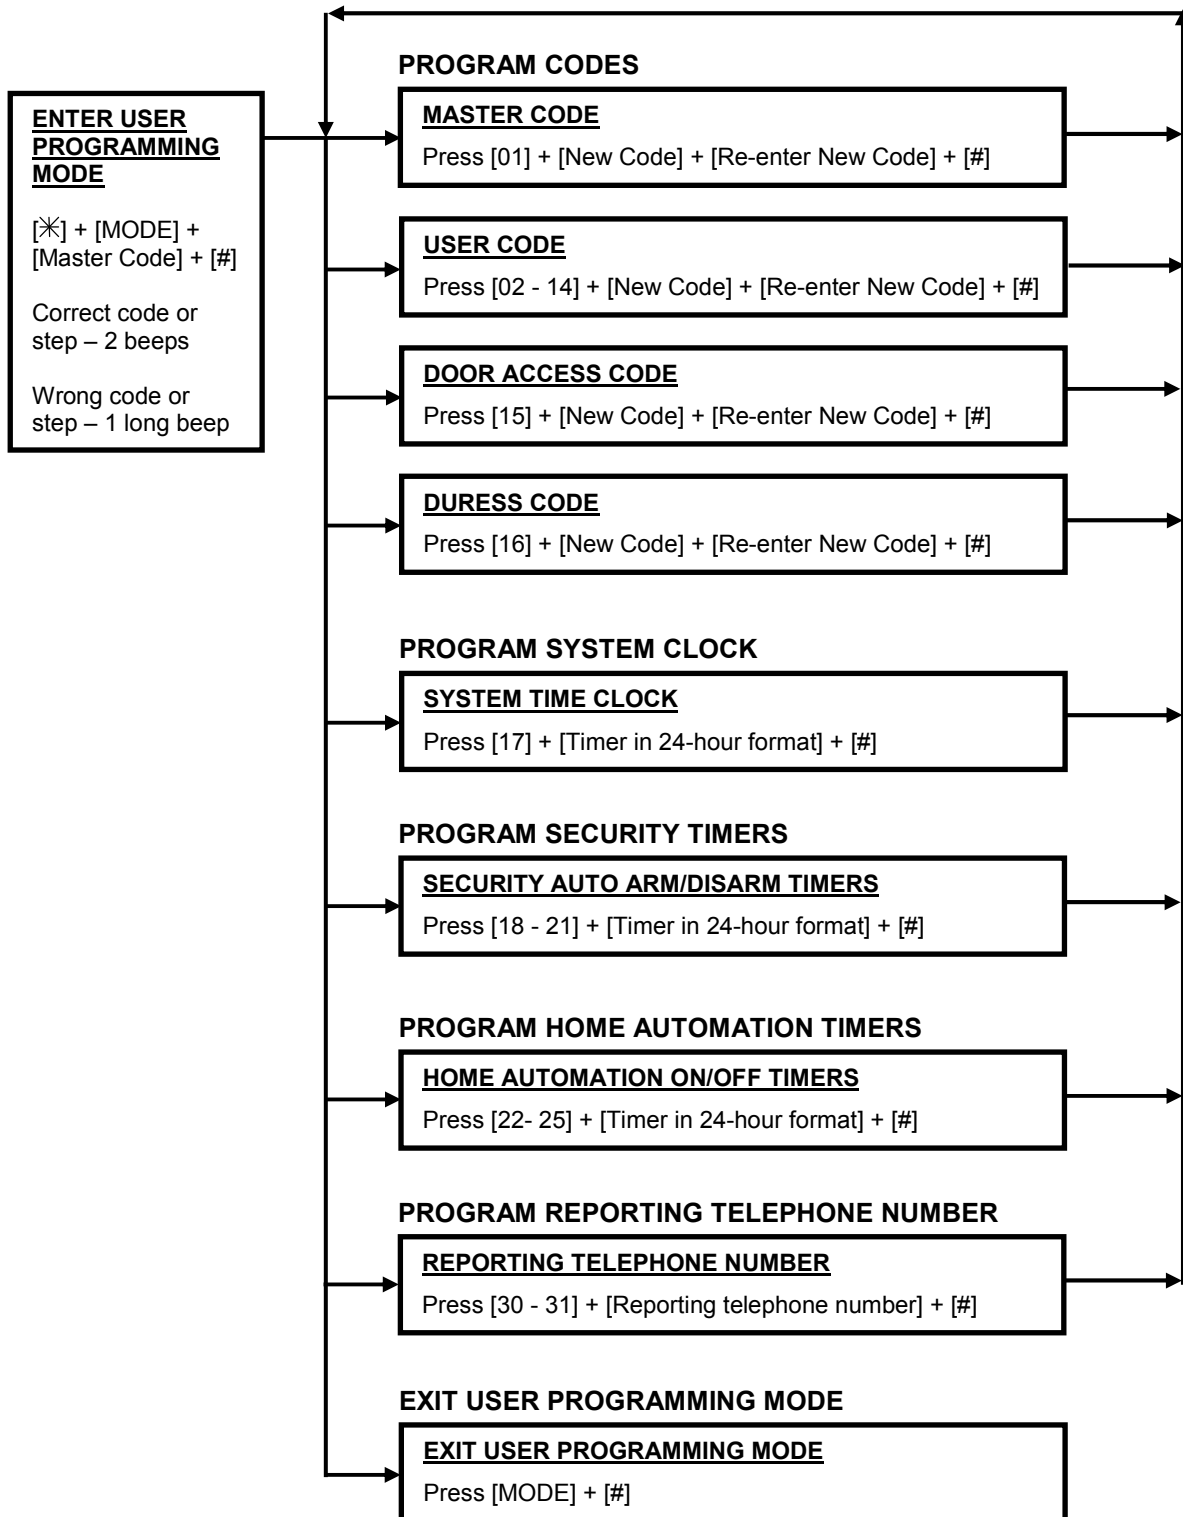 ENTER USER
PROGRAMMING
MODE
[✳] + [MODE] +
[Master Code] + [#]
Correct code or
step – 2 beeps
Wrong code or
step – 1 long beep
PROGRAM CODES
MASTER CODE
Press [01] + [New Code] + [Re-enter New Code] + [#]
USER CODE
Press [02 - 14] + [New Code] + [Re-enter New Code] + [#]
DOOR ACCESS CODE
Press [15] + [New Code] + [Re-enter New Code] + [#]
DURESS CODE
Press [16] + [New Code] + [Re-enter New Code] + [#]
PROGRAM SYSTEM CLOCK
SYSTEM TIME CLOCK
Press [17] + [Timer in 24-hour format] + [#]
PROGRAM SECURITY TIMERS
SECURITY AUTO ARM/DISARM TIMERS
Press [18 - 21] + [Timer in 24-hour format] + [#]
PROGRAM HOME AUTOMATION TIMERS
HOME AUTOMATION ON/OFF TIMERS
Press [22- 25] + [Timer in 24-hour format] + [#]
PROGRAM REPORTING TELEPHONE NUMBER
REPORTING TELEPHONE NUMBER
Press [30 - 31] + [Reporting telephone number] + [#]
EXIT USER PROGRAMMING MODE
EXIT USER PROGRAMMING MODE
Press [MODE] + [#]